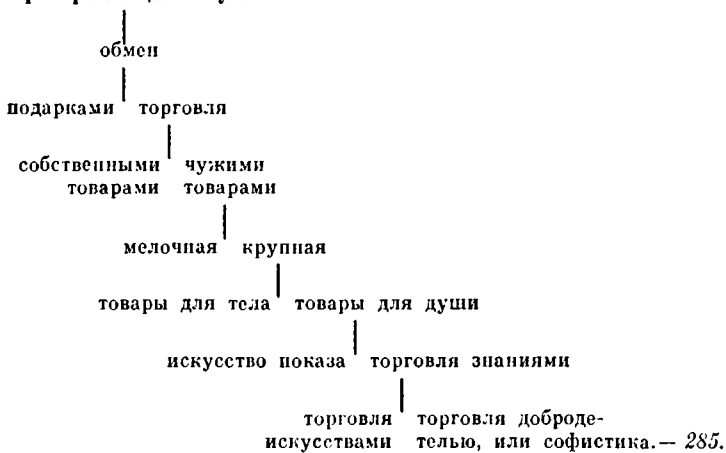 обмен
подарками торговля
собственными чужими
товарами товарами
мелочная крупная
товары для тела товары для души
искусство показа торговля знаниями
торговля торговля доброде-
искусствами телью, или софистика.— 285.